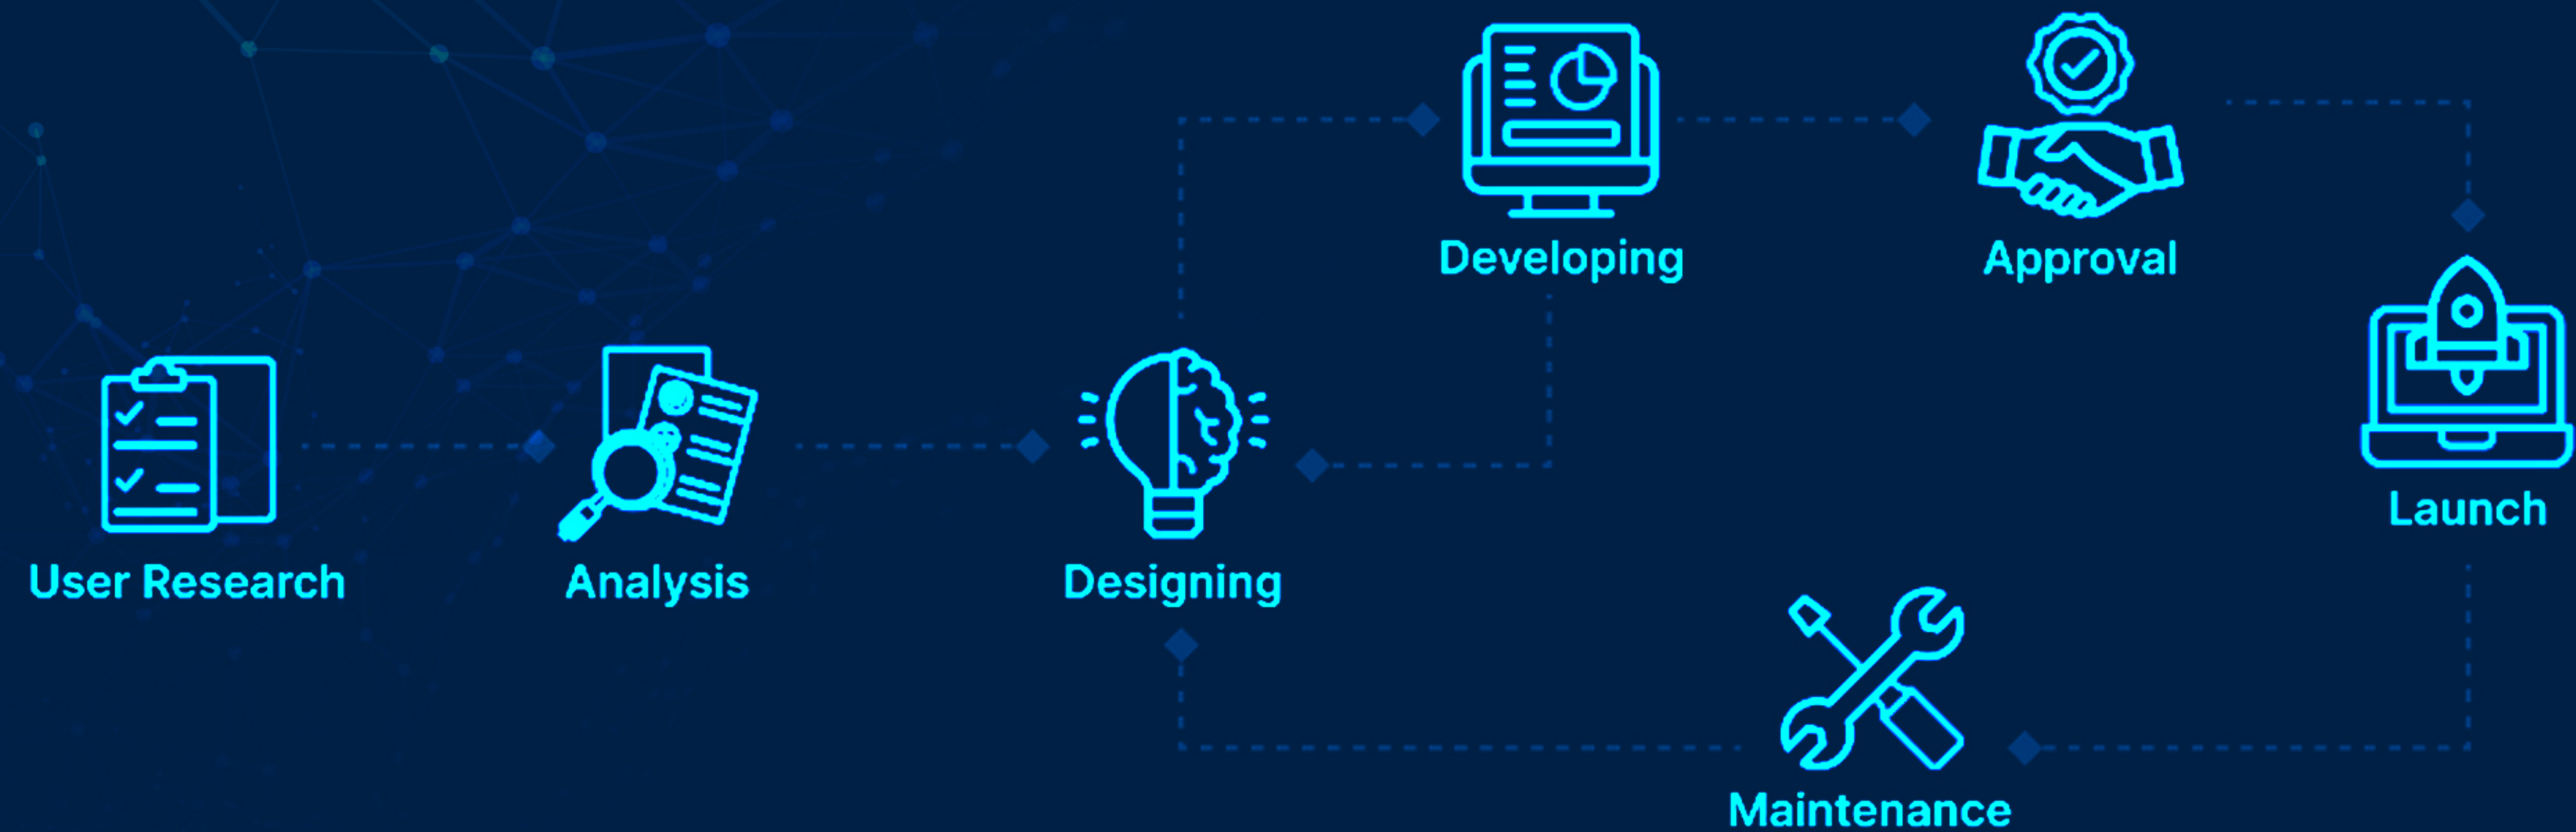 User Research
Analysis
Designing
Developing
Approval
Launch
Maintenance